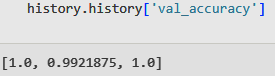 history.history['val_accuracy']
[1.0, 0.9921875, 1.0]